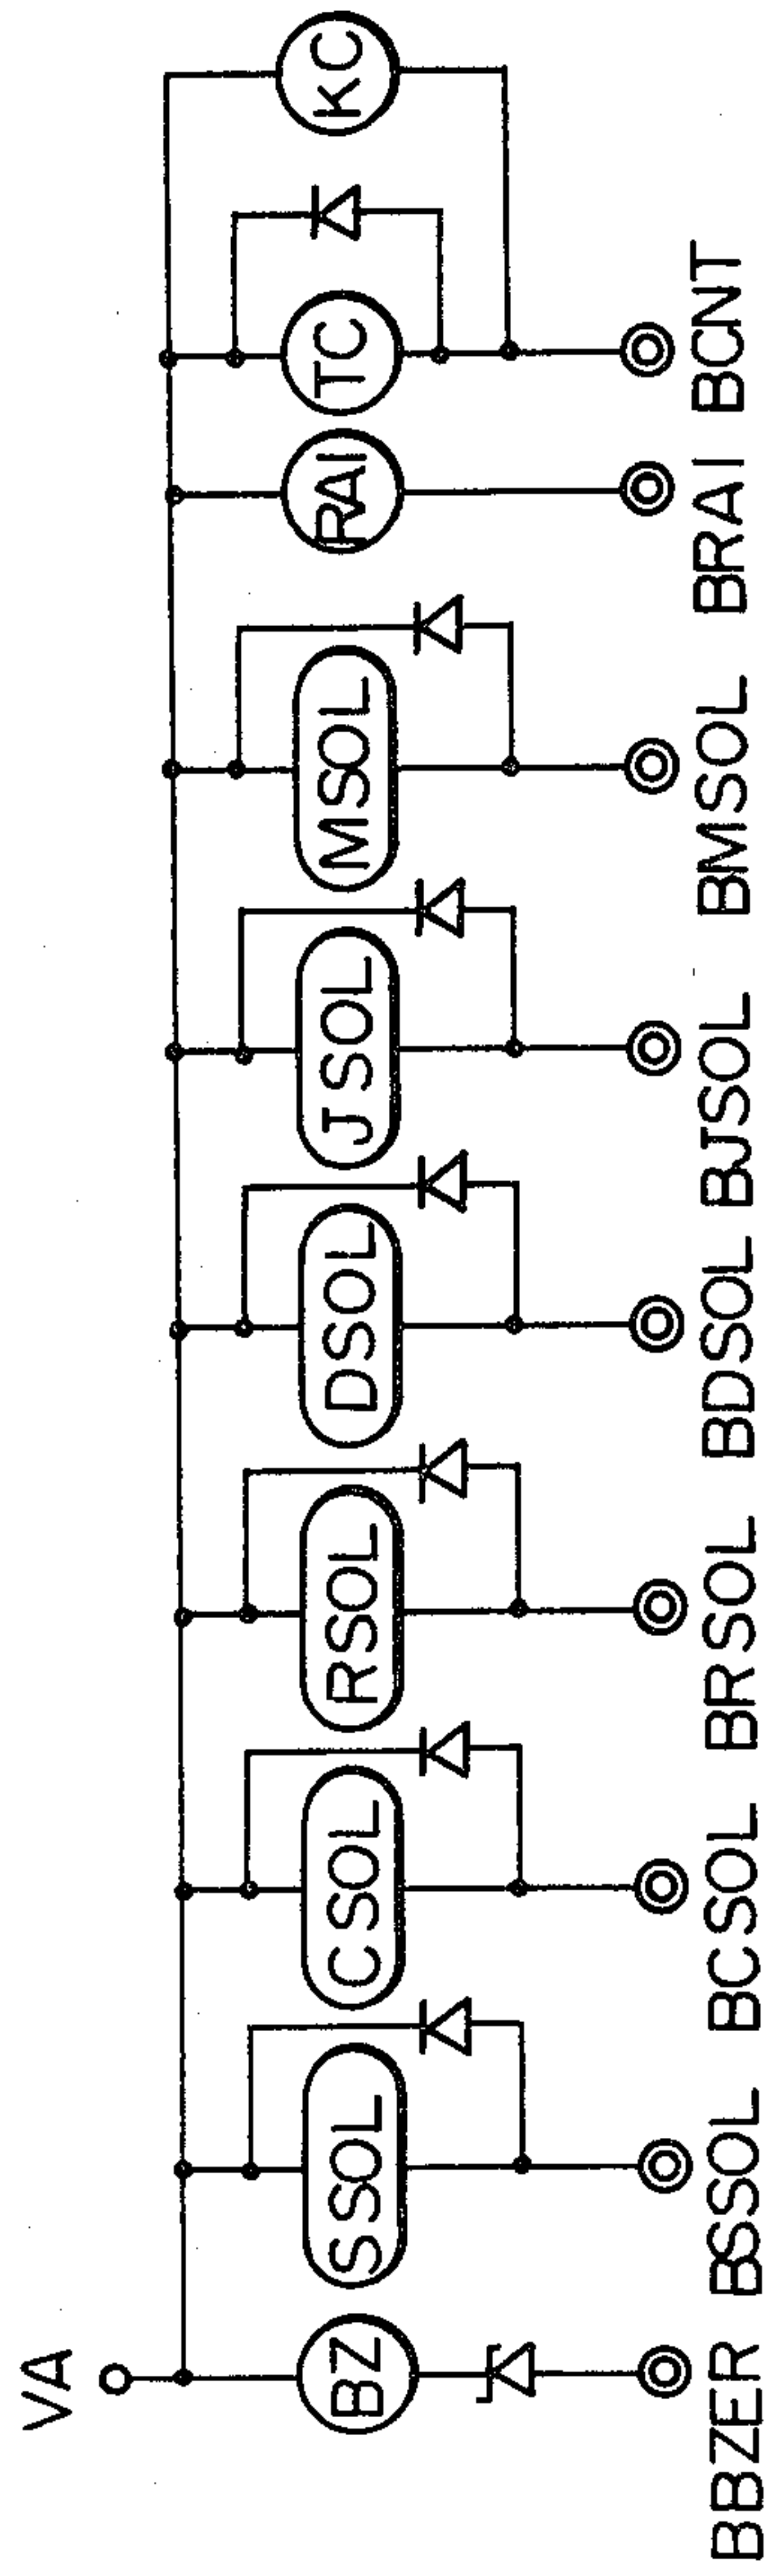 VA
BZ
SSOL
CSOL
RSOL
DSOL
JSOL
MSOL
RAI
TC
KC
BBZER
BSSOL
BCSOL
BRSOL
BDSOL
BJSOL
BMSOL
BRAI
BCNT